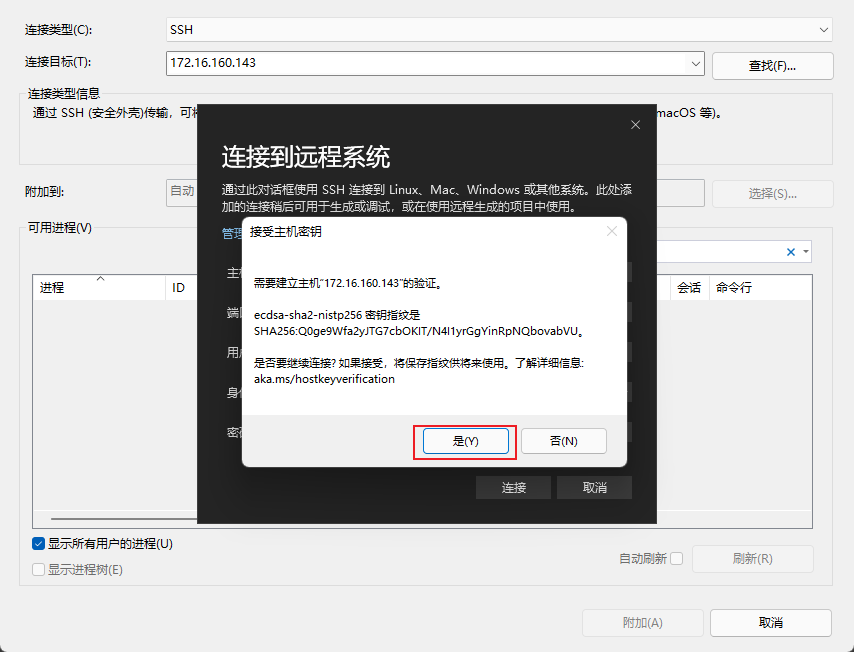 连接类型(C):
SSH
连接目标(T):
172.16.160.143
查找(F)...
连接类型信息
通过 SSH (安全外壳)传输，可
macOS 等)。
附加到:
自动
选择(S)...
可用进程(V)
进程
ID
会话
命令行
连接到远程系统
通过此对话框使用 SSH 连接到 Linux、Mac、Windows 或其他系统。此处添
加的连接稍后可用于生成或调试，或在使用远程生成的项目中使用。
管理
主
端
用
身
密
接受主机密钥
需要建立主机"172.16.160.143"的验证。
ecdsa-sha2-nistp256 密钥指纹是
SHA256:Q0ge9Wfa2yJTG7cbOKIT/N4I1yrGgYinRpNQbovabVU。
是否要继续连接? 如果接受，将保存指纹供将来使用。了解详细信息:
aka.ms/hostkeyverification
是(Y)
否(N)
连接
取消
显示所有用户的进程(U)
显示进程树(E)
自动刷新
刷新(R)
附加(A)
取消